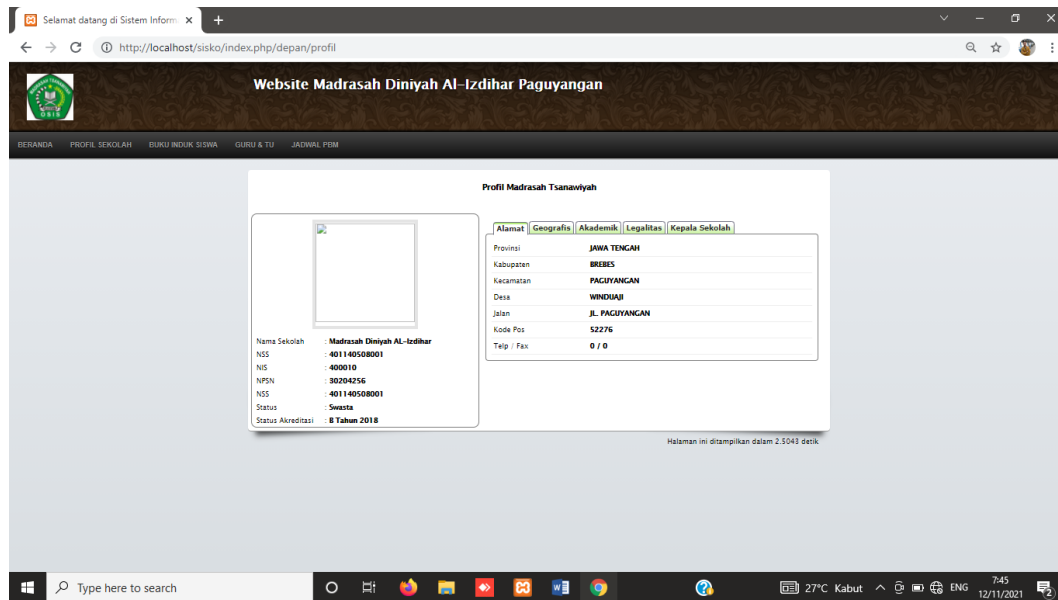 Selamat datang di Sistem Inform
http://localhost/sisko/index.php/depan/profil
Website Madrasah Diniyah Al-Izdihar Paguyangan
BERANDA PROFIL SEKOLAH BUKU INDUK SISWA GURU & TU JADWAL PBM
Profil Madrasah Tsanawiyah
Nama Sekolah : Madrasah Diniyah AL-Izdihar
NSS : 401140508001
NIS : 400010
NPSN : 30204256
NSS : 401140508001
Status : Swasta
Status Akreditasi : B Tahun 2018
Alamat Geografis Akademik Legalitas Kepala Sekolah
Provinsi JAWA TENGAH
Kabupaten BREBES
Kecamatan PAGUYANGAN
Desa WINDUAJI
Jalan JL. PAGUYANGAN
Kode Pos 52276
Telp / Fax 0 / 0
Halaman ini ditampilkan dalam 2.5043 detik
Type here to search
27°C Kabut ENG 7:45
12/11/2021
2